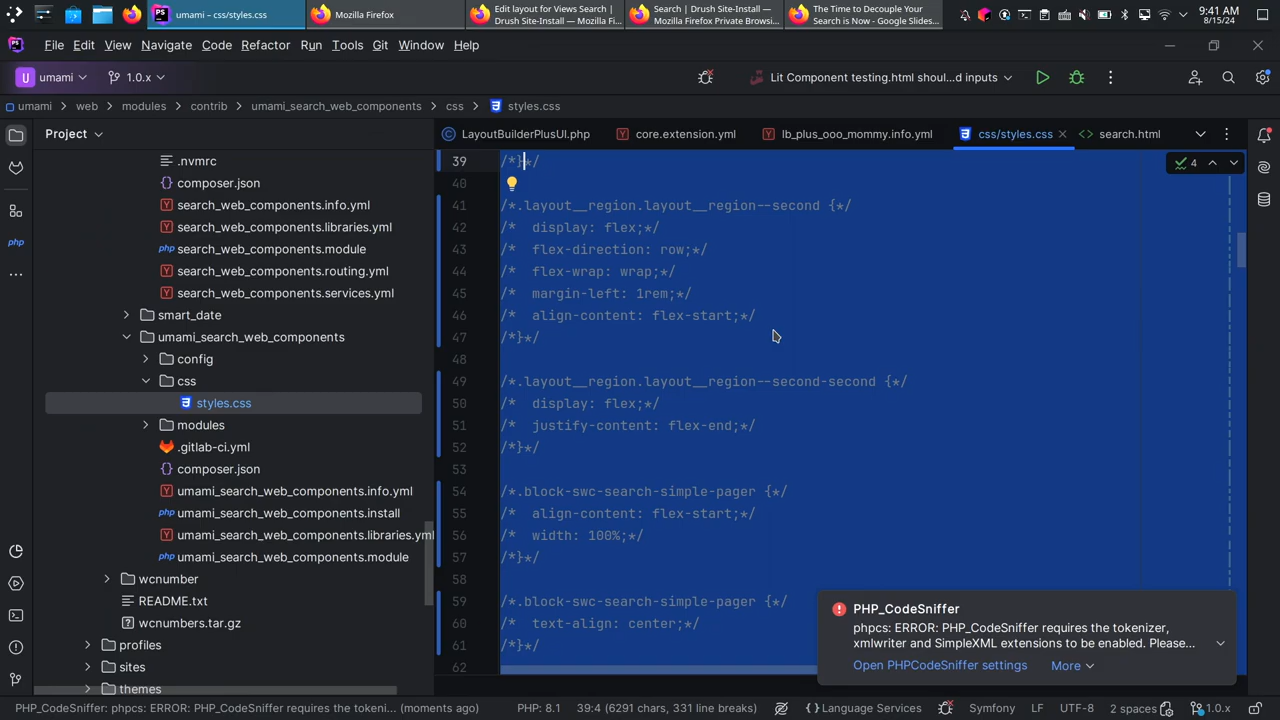 umami – css/styles.css
Mozilla Firefox
Edit layout for Views Search |
Drush Site-Install — Mozilla Fi...
Search | Drush Site-Install —
Mozilla Firefox Private Browsi...
The Time to Decouple Your
Search is Now - Google Slides...
9:41 AM
8/15/24
File Edit View Navigate Code Refactor Run Tools Git Window Help
U umami 1.0.x Lit Component testing.html shoul...d inputs
umami web modules contrib umami_search_web_components css styles.css
Project
LayoutBuilderPlusUI.php core.extension.yml lb_plus_ooo_mommy.info.yml css/styles.css search.html
.nvmrc
composer.json
search_web_components.info.yml
search_web_components.libraries.yml
search_web_components.module
search_web_components.routing.yml
search_web_components.services.yml
smart_date
umami_search_web_components
config
css
styles.css
modules
.gitlab-ci.yml
composer.json
umami_search_web_components.info.yml
umami_search_web_components.install
umami_search_web_components.libraries.yml
umami_search_web_components.module
wcnumber
README.txt
wcnumbers.tar.gz
profiles
sites
themes
4
39 /*}*/
40
41 /*.layout__region.layout__region--second {*/
42 /*  display: flex;*/
43 /*  flex-direction: row;*/
44 /*  flex-wrap: wrap;*/
45 /*  margin-left: 1rem;*/
46 /*  align-content: flex-start;*/
47 /*}*/
48
49 /*.layout__region.layout__region--second-second {*/
50 /*  display: flex;*/
51 /*  justify-content: flex-end;*/
52 /*}*/
53
54 /*.block-swc-search-simple-pager {*/
55 /*  align-content: flex-start;*/
56 /*  width: 100%;*/
57 /*}*/
58
59 /*.block-swc-search-simple-pager {*/
60 /*  text-align: center;*/
61 /*}*/
62
PHP_CodeSniffer
phpcs: ERROR: PHP_CodeSniffer requires the tokenizer,
xmlwriter and SimpleXML extensions to be enabled. Please...
Open PHPCodeSniffer settings More
PHP_CodeSniffer: phpcs: ERROR: PHP_CodeSniffer requires the tokeni... (moments ago) PHP: 8.1 39:4 (6291 chars, 331 line breaks) Language Services Symfony LF UTF-8 2 spaces 1.0.x